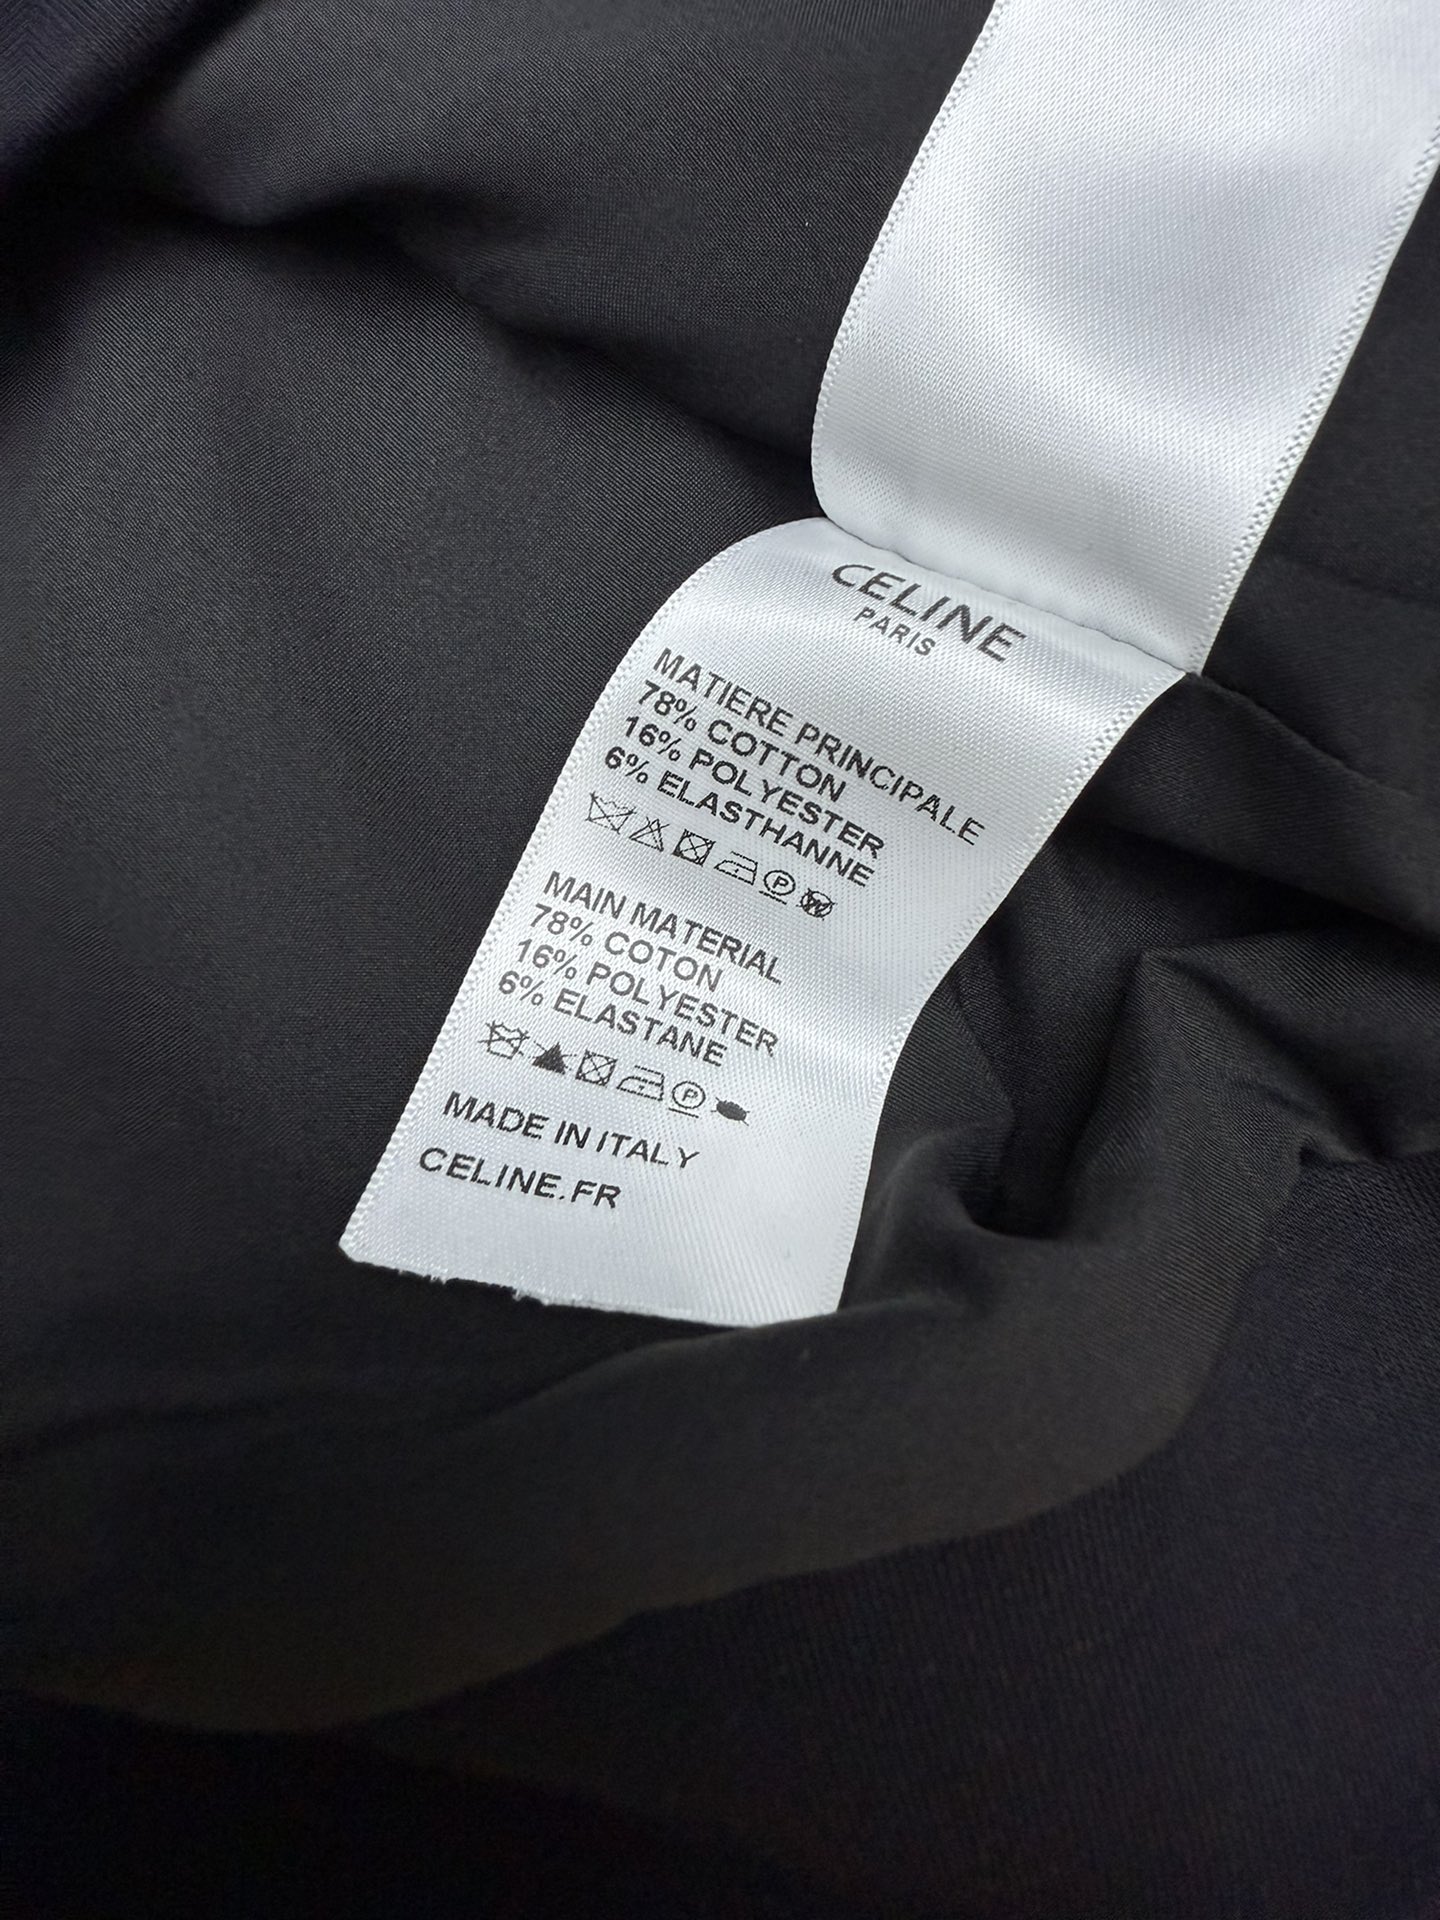 CELINE
PARIS
MATIERE PRINCIPALE
78% COTTON
16% POLYESTER
6% ELASTHANNE
P W
MAIN MATERIAL
78% COTON
16% POLYESTER
6% ELASTANE
P
MADE IN ITALY
CELINE.FR